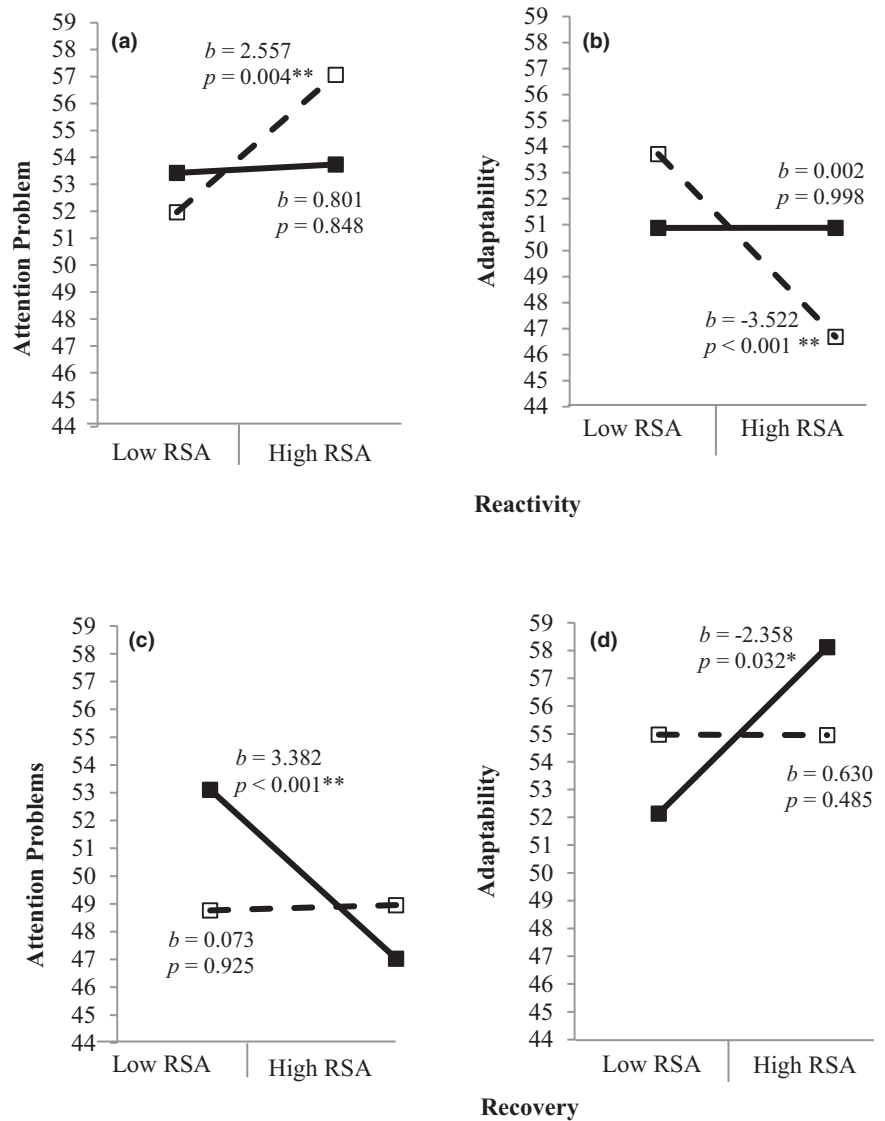 59
58
57
56
55
54
53
52
51
50
49
48
47
46
45
44
Attention Problem
(a)
b = 2.557
p = 0.004**
b = 0.801
p = 0.848
Low RSA
High RSA
59
58
57
56
55
54
53
52
51
50
49
48
47
46
45
44
Adaptability
(b)
b = 0.002
p = 0.998
b = -3.522
p < 0.001 **
Low RSA
High RSA
Reactivity
59
58
57
56
55
54
53
52
51
50
49
48
47
46
45
44
Attention Problems
(c)
b = 3.382
p < 0.001**
b = 0.073
p = 0.925
Low RSA
High RSA
59
58
57
56
55
54
53
52
51
50
49
48
47
46
45
44
Adaptability
(d)
b = -2.358
p = 0.032*
b = 0.630
p = 0.485
Low RSA
High RSA
Recovery